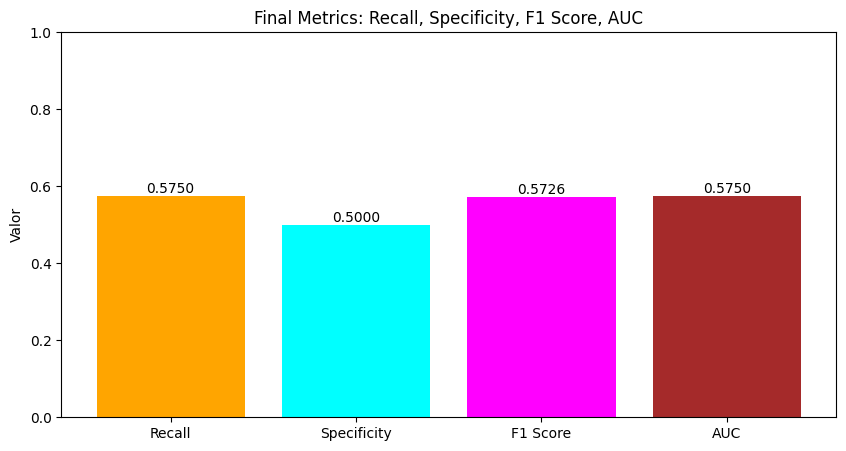 Final Metrics: Recall, Specificity, F1 Score, AUC
Valor
1.0
0.8
0.6
0.4
0.2
0.0
0.5750
0.5000
0.5726
0.5750
Recall
Specificity
F1 Score
AUC